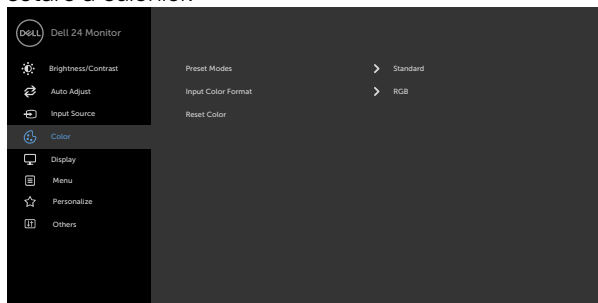 DELL Dell 24 Monitor
Brightness/Contrast
Preset Modes Standard
Auto Adjust
Input Color Format RGB
Input Source
Reset Color
Color
Display
Menu
Personalize
Others